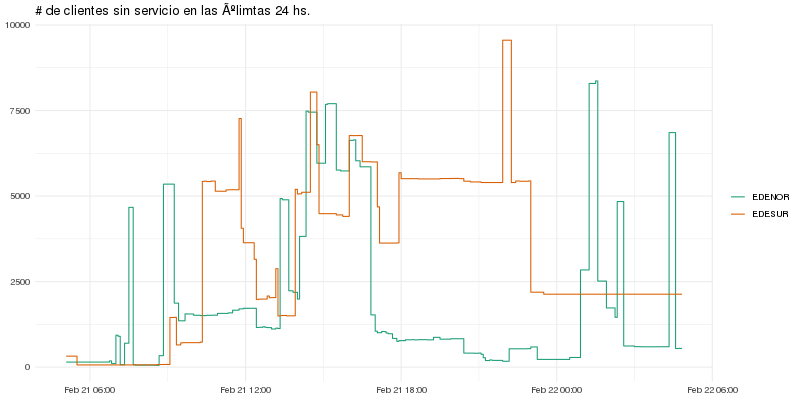 # de clientes sin servicio en las Ãºlimtas 24 hs.
10000
7500
5000
2500
0
EDENOR
EDESUR
Feb 21 06:00
Feb 21 12:00
Feb 21 18:00
Feb 22 00:00
Feb 22 06:00